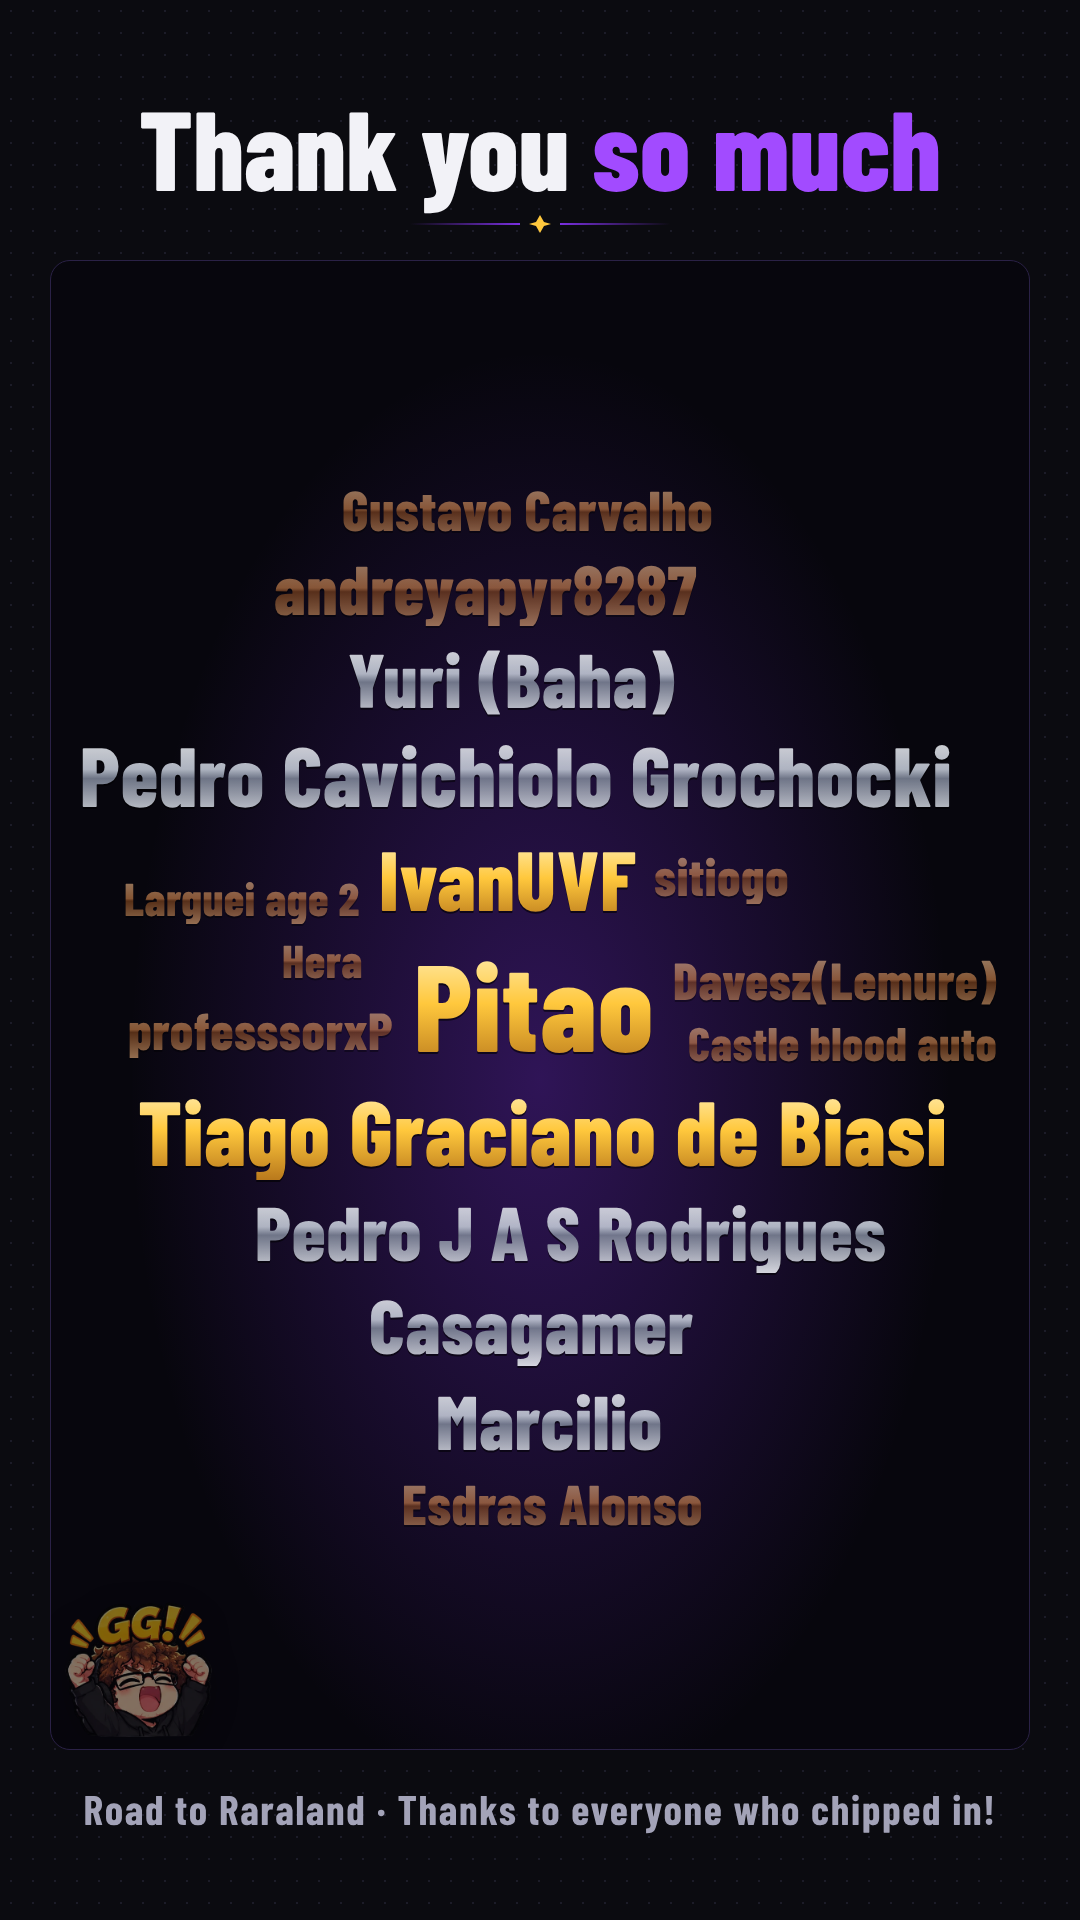 Thank you so much
Gustavo Carvalho
andreyapyr8287
Yuri (Baha)
Pedro Cavichiolo Grochocki
Larguei age 2 IvanUVF sitiogo
Hera
Pitao
Davesz(Lemure)
professsorxP
Castle blood auto
Tiago Graciano de Biasi
Pedro J A S Rodrigues
Casagamer
Marcilio
Esdras Alonso
GG!
Road to Raraland · Thanks to everyone who chipped in!